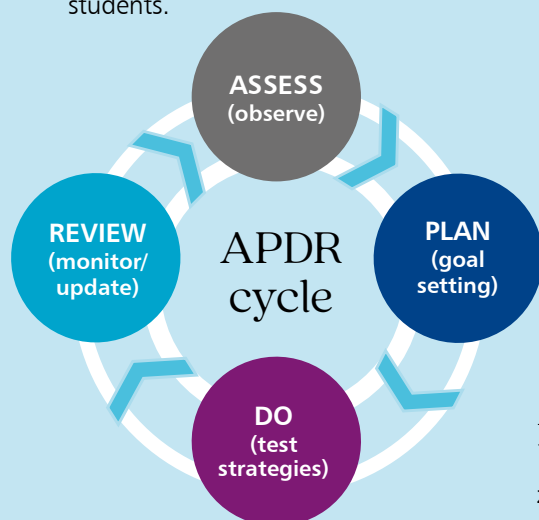 students.
ASSESS
(observe)
PLAN
(goal
setting)
DO
(test
strategies)
REVIEW
(monitor/
update)
APDR
cycle